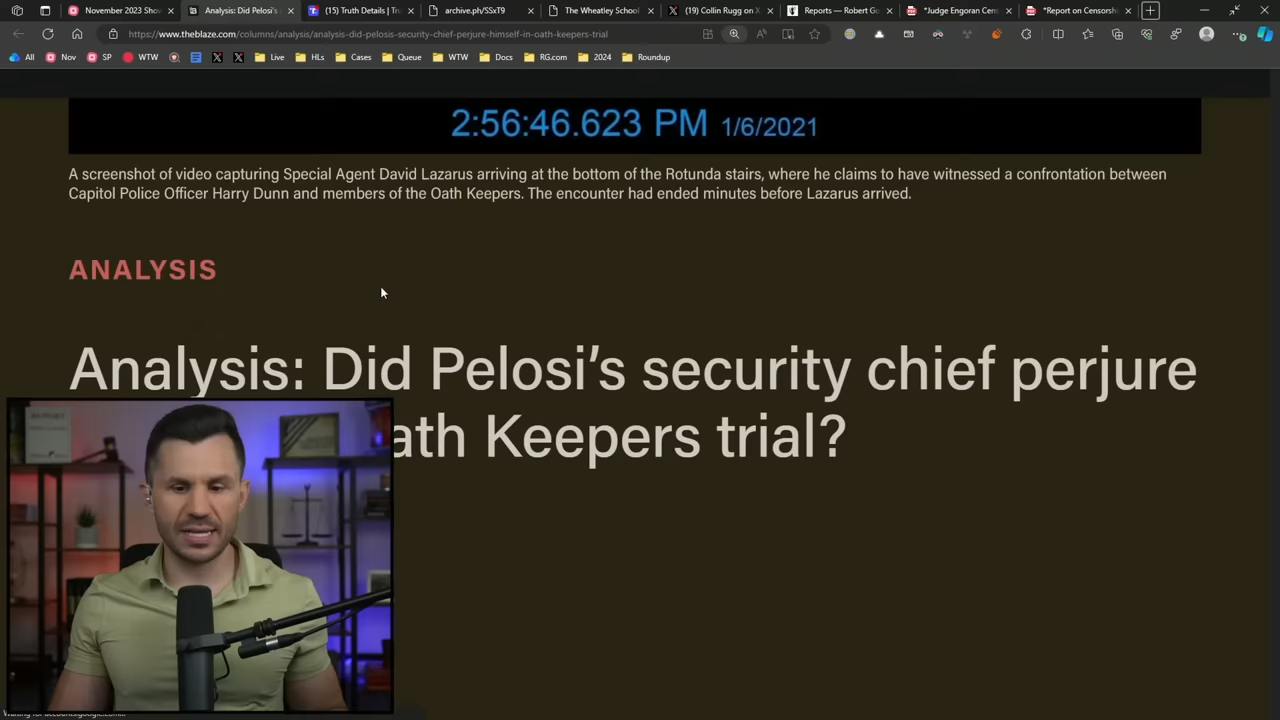 November 2023 Show
Analysis: Did Pelosi's
(15) Truth Details | Tru
archive.ph/SSxT9
The Wheatley School
(19) Collin Rugg on X
Reports — Robert Go
*Judge Engoran Cens
*Report on Censorsh
https://www.theblaze.com/columns/analysis/analysis-did-pelosis-security-chief-perjure-himself-in-oath-keepers-trial
All
Nov
SP
WTW
Live
HLs
Cases
Queue
WTW
Docs
RG.com
2024
Roundup
2:56:46.623 PM 1/6/2021
A screenshot of video capturing Special Agent David Lazarus arriving at the bottom of the Rotunda stairs, where he claims to have witnessed a confrontation between
Capitol Police Officer Harry Dunn and members of the Oath Keepers. The encounter had ended minutes before Lazarus arrived.
ANALYSIS
Analysis: Did Pelosi’s security chief perjure
ath Keepers trial?